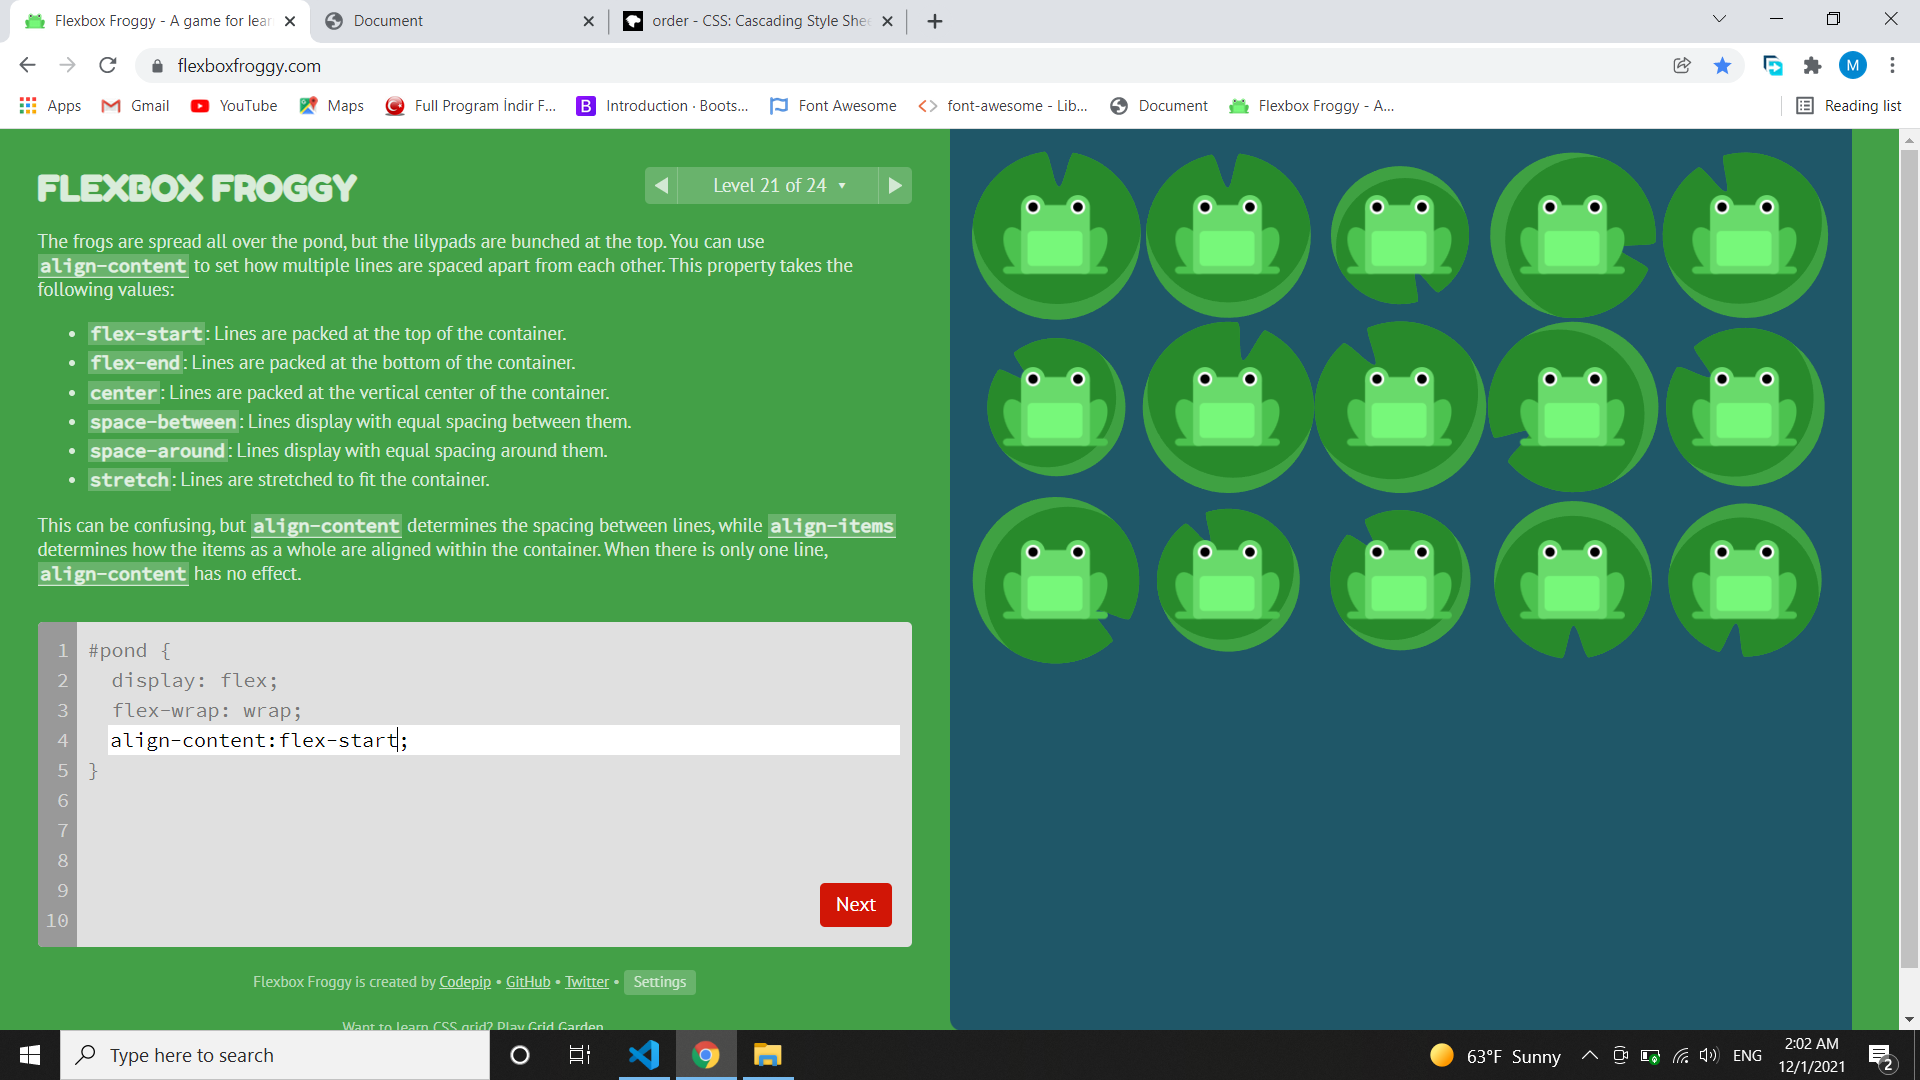 Flexbox Froggy - A game for lear
Document
order - CSS: Cascading Style Shee
flexboxfroggy.com
M
Apps
Gmail
YouTube
Maps
Full Program İndir F...
B
Introduction · Boots...
Font Awesome
font-awesome - Lib...
Document
Flexbox Froggy - A...
Reading list
FLEXBOX FROGGY
Level 21 of 24
The frogs are spread all over the pond, but the lilypads are bunched at the top. You can use
align-content to set how multiple lines are spaced apart from each other. This property takes the
following values:
• flex-start: Lines are packed at the top of the container.
• flex-end: Lines are packed at the bottom of the container.
• center: Lines are packed at the vertical center of the container.
• space-between: Lines display with equal spacing between them.
• space-around: Lines display with equal spacing around them.
• stretch: Lines are stretched to fit the container.
This can be confusing, but align-content determines the spacing between lines, while align-items
determines how the items as a whole are aligned within the container. When there is only one line,
align-content has no effect.
1 #pond {
2 display: flex;
3 flex-wrap: wrap;
4 align-content:flex-start;
5 }
6
7
8
9
10
Next
Flexbox Froggy is created by Codepip • GitHub • Twitter • Settings
Want to learn CSS grid? Play Grid Garden
Type here to search
63°F Sunny
ENG
2:02 AM
12/1/2021
2